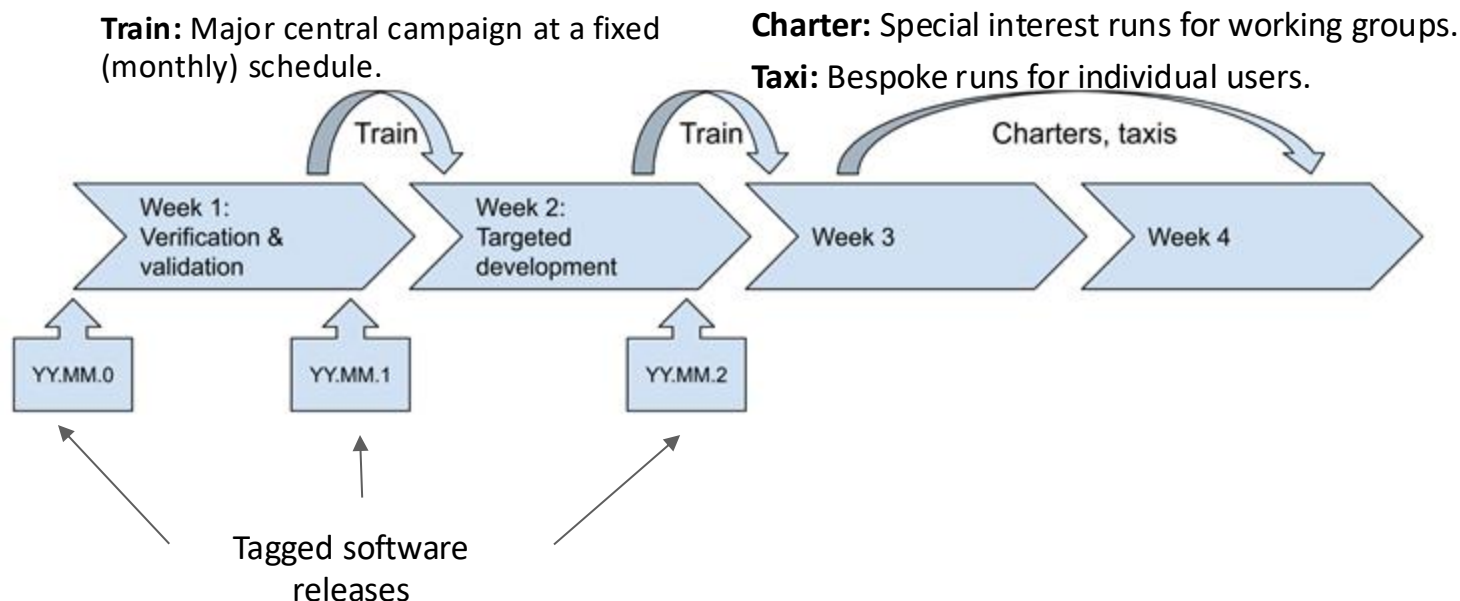 Train: Major central campaign at a fixed
(monthly) schedule.
Charter: Special interest runs for working groups.
Taxi: Bespoke runs for individual users.
Train
Train
Charters, taxis
Week 1:
Verification &
validation
Week 2:
Targeted
development
Week 3
Week 4
YY.MM.0
YY.MM.1
YY.MM.2
Tagged software
releases